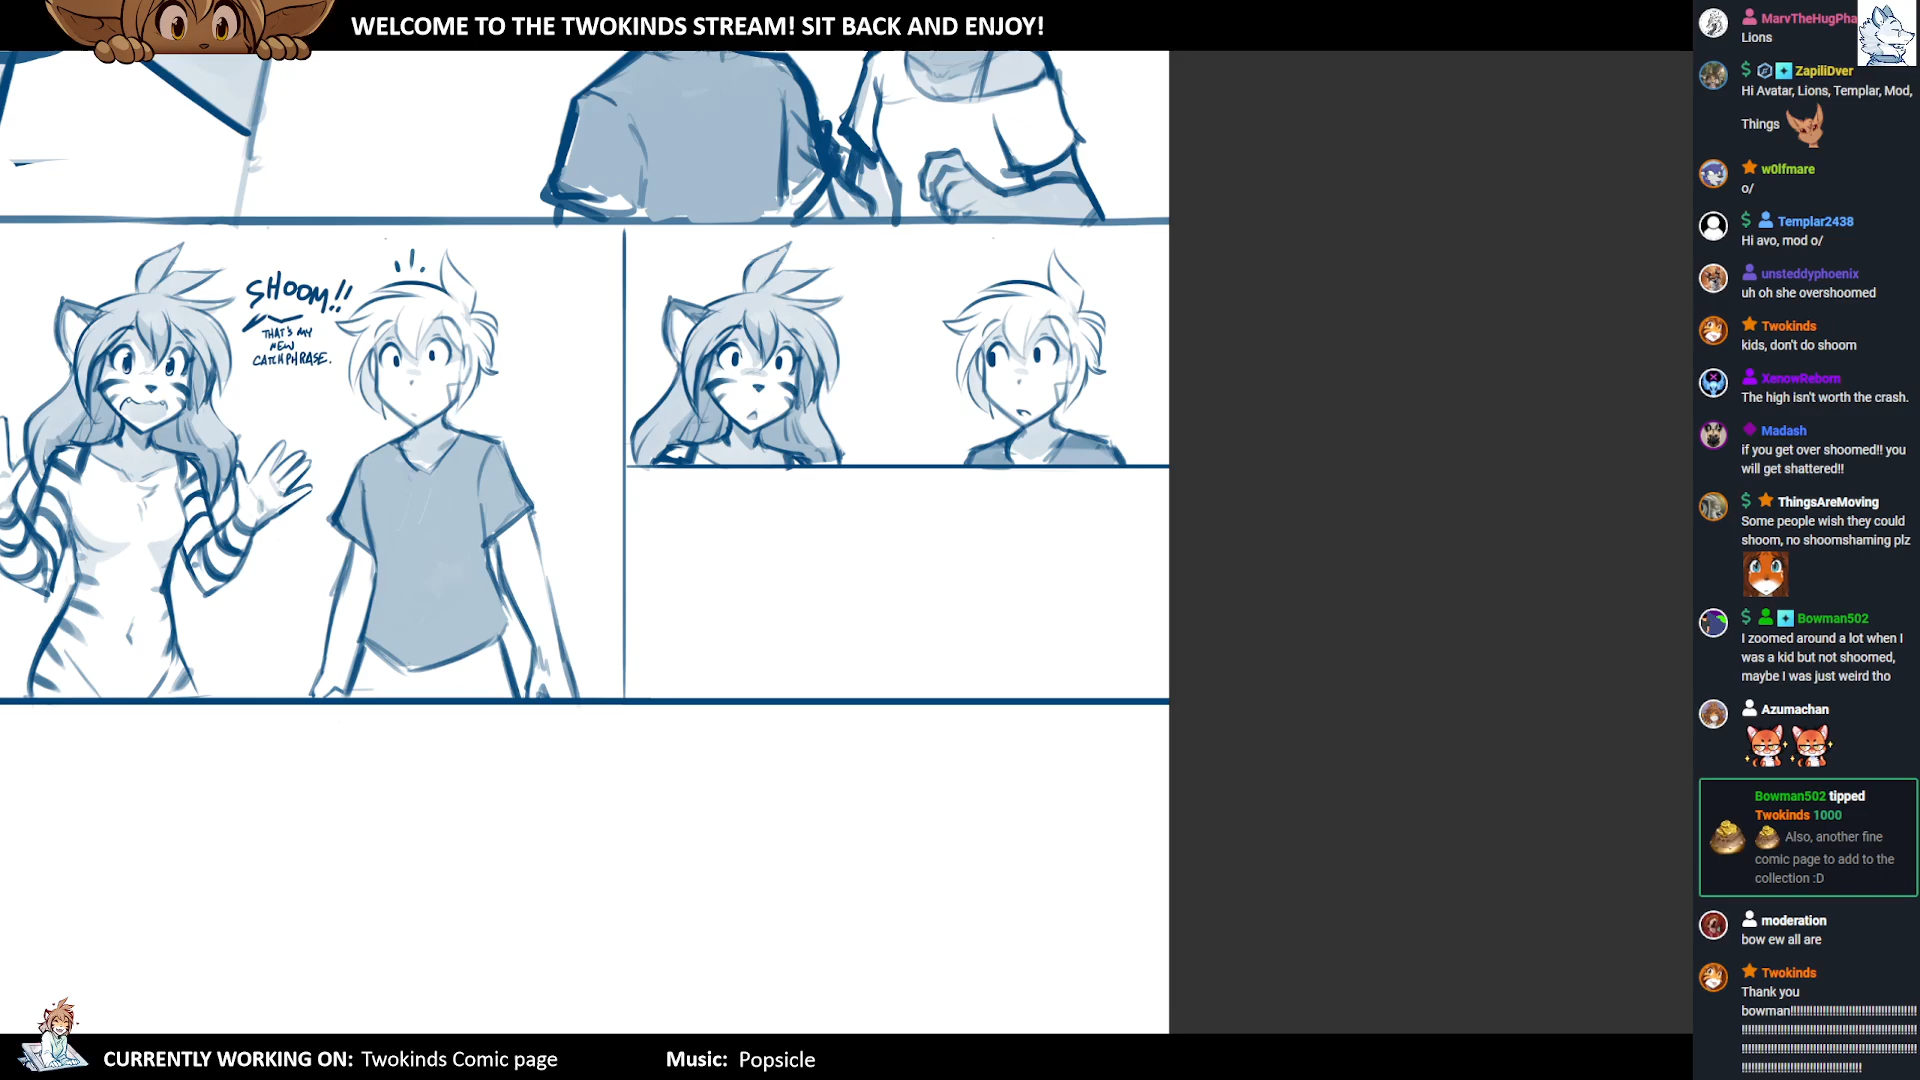 WELCOME TO THE TWOKINDS STREAM! SIT BACK AND ENJOY!
SHOOM!!
THAT'S MY
NEW
CATCHPHRASE.
CURRENTLY WORKING ON: Twokinds Comic page
Music: Popsicle
MarvTheHugPha
Lions
ZapiliDver
Hi Avatar, Lions, Templar, Mod,
Things
w0lfmare
o/
Templar2438
Hi avo, mod o/
unsteddyphoenix
uh oh she overshoomed
Twokinds
kids, don't do shoom
XenowReborn
The high isn't worth the crash.
Madash
if you get over shoomed!! you
will get shattered!!
ThingsAreMoving
Some people wish they could
shoom, no shoomshaming plz
Bowman502
I zoomed around a lot when I
was a kid but not shoomed,
maybe I was just weird tho
Azumachan
Bowman502 tipped
Twokinds 1000
Also, another fine
comic page to add to the
collection :D
moderation
bow ew all are
Twokinds
Thank you
bowman!!!!!!!!!!!!!!!!!!!!!!!!!!!!!!!!!!!!!!!
!!!!!!!!!!!!!!!!!!!!!!!!!!!!!!!!!!!!!!!!!!!!!!!!!!!!!!
!!!!!!!!!!!!!!!!!!!!!!!!!!!!!!!!!!!!!!!!!!!!!!!!!!!!!!
!!!!!!!!!!!!!!!!!!!!!!!!!!!!!!!!!!!!!